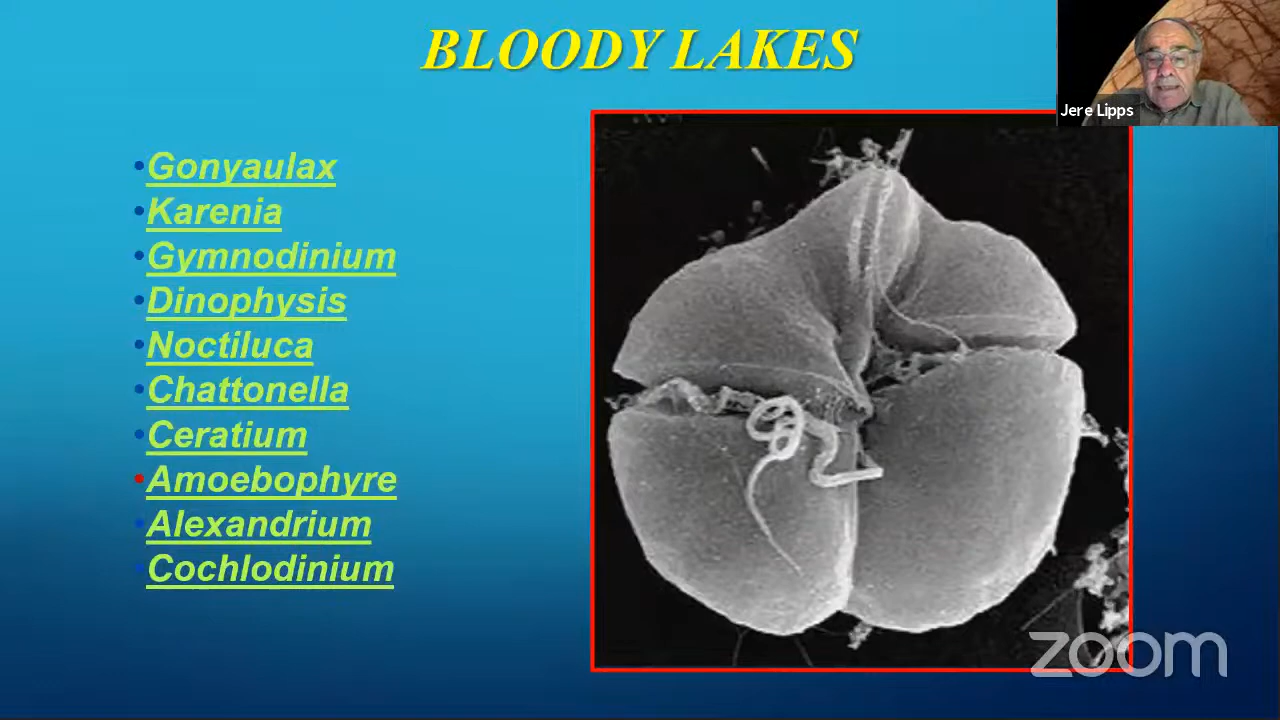 BLOODY LAKES
Jere Lipps
•Gonyaulax
•Karenia
•Gymnodinium
•Dinophysis
•Noctiluca
•Chattonella
•Ceratium
•Amoebophyre
•Alexandrium
•Cochlodinium
zoom